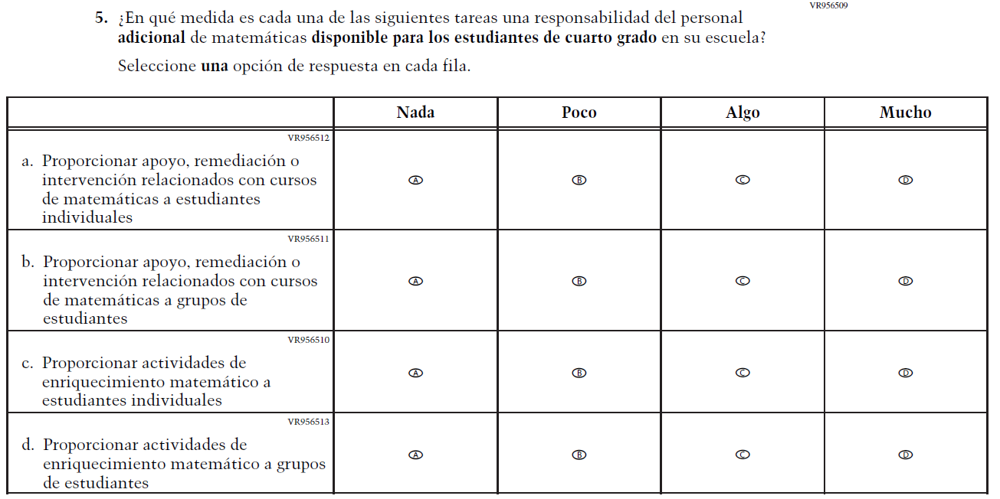 VR956509
5. ¿En qué medida es cada una de las siguientes tareas una responsabilidad del personal
adicional de matemáticas disponible para los estudiantes de cuarto grado en su escuela?
Seleccione una opción de respuesta en cada fila.
Nada Poco Algo Mucho
VR956512
a. Proporcionar apoyo, remediación o
intervención relacionados con cursos
de matemáticas a estudiantes
individuales
A B C D
VR956511
b. Proporcionar apoyo, remediación o
intervención relacionados con cursos
de matemáticas a grupos de
estudiantes
A B C D
VR956510
c. Proporcionar actividades de
enriquecimiento matemático a
estudiantes individuales
A B C D
VR956513
d. Proporcionar actividades de
enriquecimiento matemático a grupos
de estudiantes
A B C D